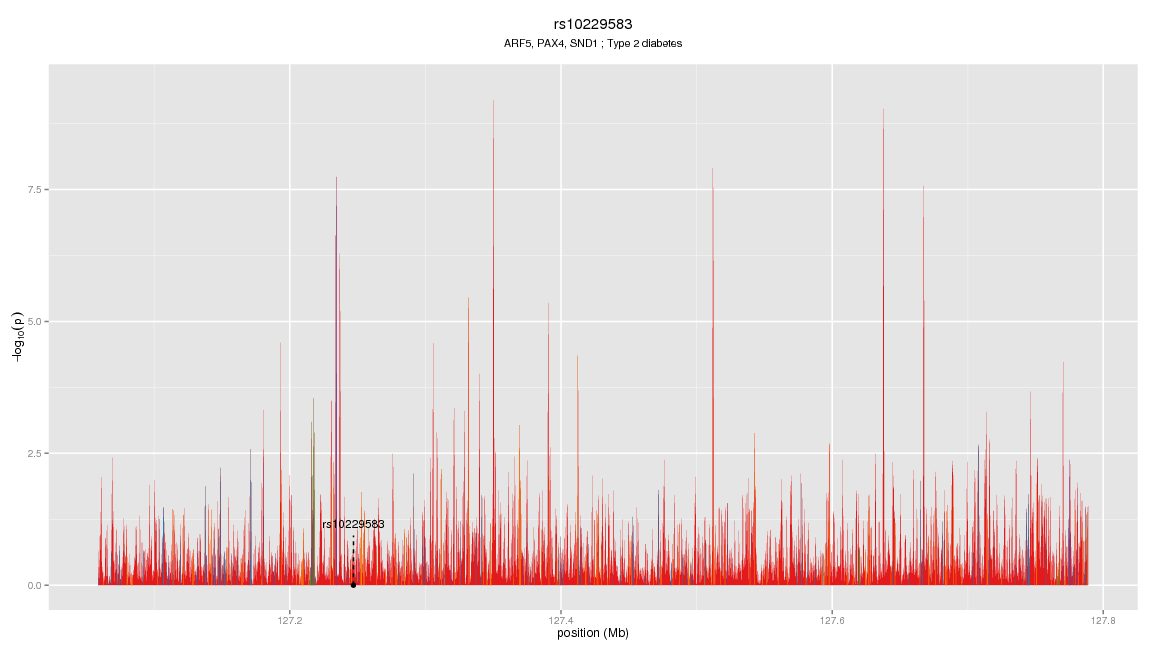 rs10229583
ARF5, PAX4, SND1 ; Type 2 diabetes
7.5
5.0
2.5
0.0
−log10(p)
rs10229583
127.2
127.4
127.6
127.8
position (Mb)